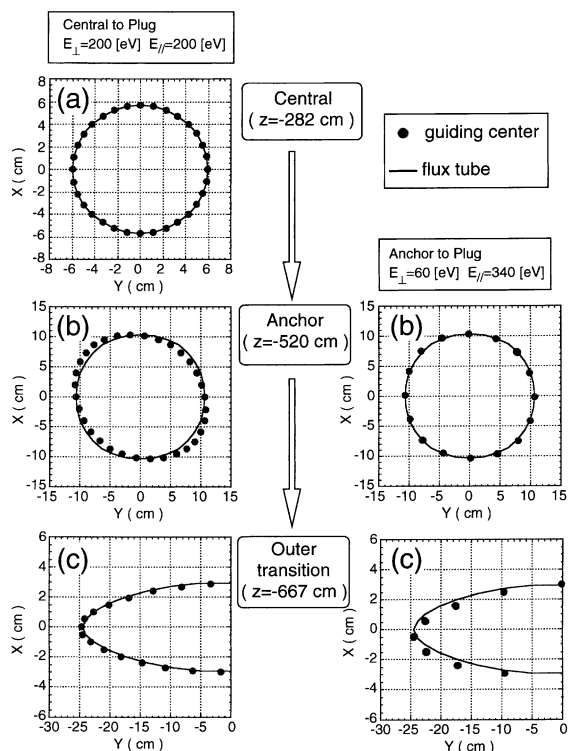 Central to Plug
E⊥=200 [eV] E//=200 [eV]
(a)
X ( cm )
8
6
4
2
0
-2
-4
-6
-8
-8 -6 -4 -2 0 2 4 6 8
Y ( cm )
Central
( z=-282 cm )
guiding center
flux tube
Anchor to Plug
E⊥=60 [eV] E//=340 [eV]
(b)
X ( cm )
15
10
5
0
-5
-10
-15
-15 -10 -5 0 5 10 15
Y ( cm )
Anchor
( z=-520 cm )
(b)
X ( cm )
15
10
5
0
-5
-10
-15
-15 -10 -5 0 5 10 15
Y ( cm )
(c)
X ( cm )
6
4
2
0
-2
-4
-6
-30 -25 -20 -15 -10 -5 0
Y ( cm )
Outer
transition
( z=-667 cm )
(c)
X ( cm )
6
4
2
0
-2
-4
-6
-30 -25 -20 -15 -10 -5 0
Y ( cm )